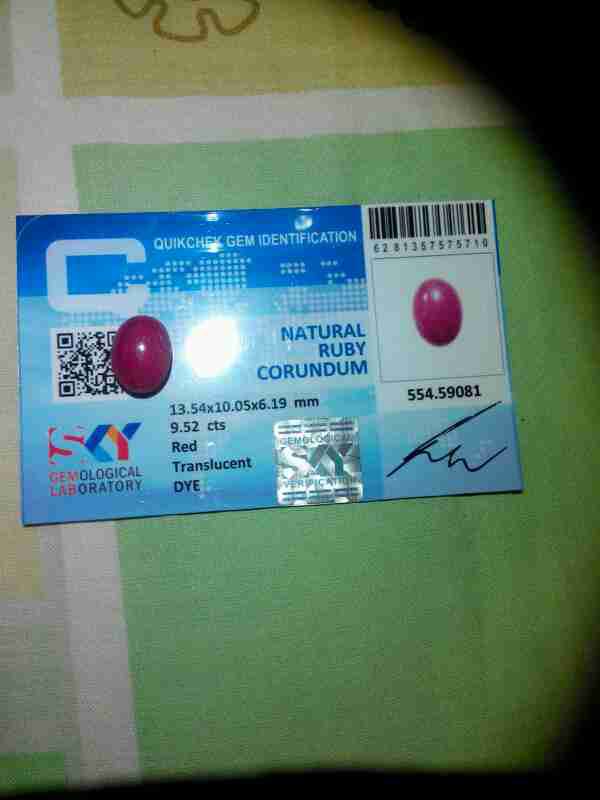 QUIKCHEK GEM IDENTIFICATION
6281357575710
NATURAL
RUBY
CORUNDUM
554.59081
13.54x10.05x6.19 mm
9.52 cts
Red
Translucent
DYE
SKY
GEMOLOGICAL
LABORATORY
GEMOLOGICAL
SKY
VERIFICATION